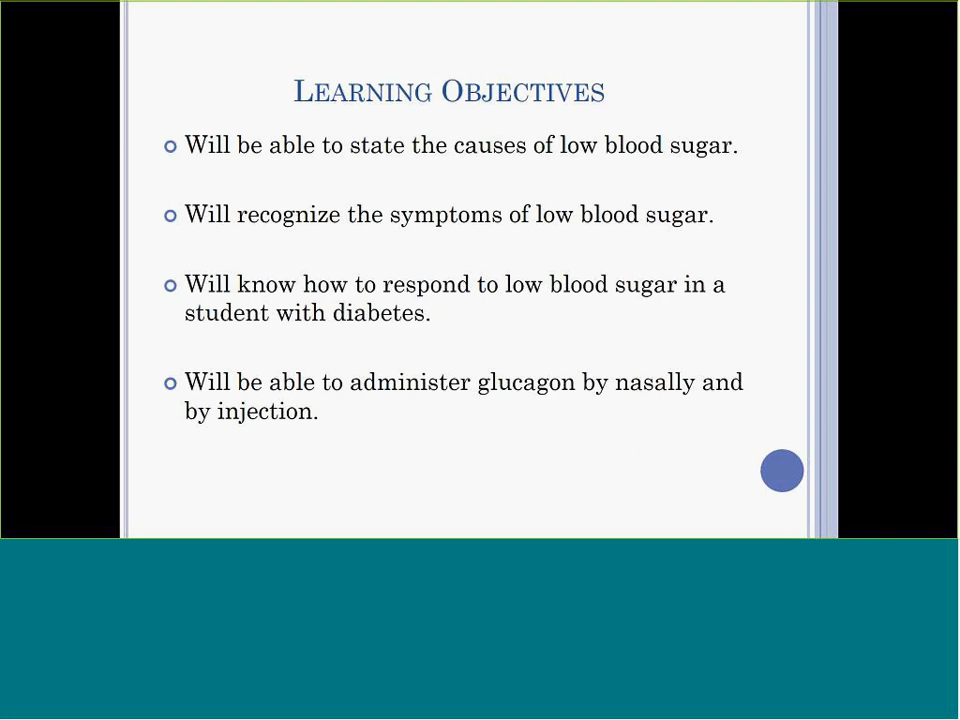 LEARNING OBJECTIVES
Will be able to state the causes of low blood sugar.
Will recognize the symptoms of low blood sugar.
Will know how to respond to low blood sugar in a
student with diabetes.
Will be able to administer glucagon by nasally and
by injection.